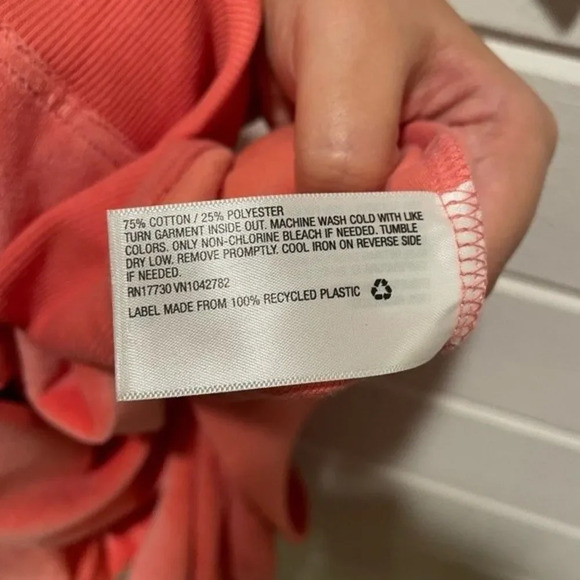 75% COTTON / 25% POLYESTER
TURN GARMENT INSIDE OUT. MACHINE WASH COLD WITH LIKE
COLORS. ONLY NON-CHLORINE BLEACH IF NEEDED. TUMBLE
DRY LOW. REMOVE PROMPTLY. COOL IRON ON REVERSE SIDE
IF NEEDED.
RN17730 VN1042782
LABEL MADE FROM 100% RECYCLED PLASTIC